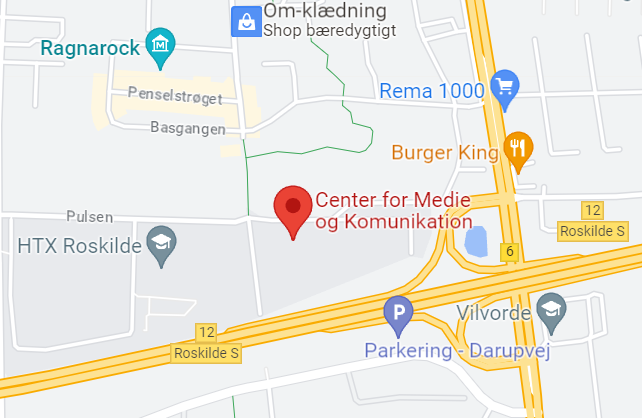 Om-klædning
Shop bæredygtigt
Ragnarock
Penselstrøget
Rema 1000
Basgangen
Burger King
Center for Medie
og Komunikation
Pulsen
12
Roskilde S
HTX Roskilde
6
P
Vilvorde
12
Roskilde S
Parkering - Darupvej